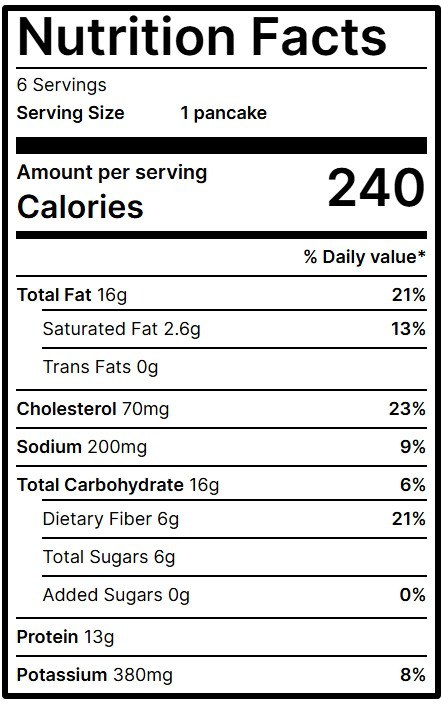 Nutrition Facts
6 Servings
Serving Size 1 pancake
Amount per serving
Calories 240
% Daily value*
Total Fat 16g 21%
Saturated Fat 2.6g 13%
Trans Fats 0g
Cholesterol 70mg 23%
Sodium 200mg 9%
Total Carbohydrate 16g 6%
Dietary Fiber 6g 21%
Total Sugars 6g
Added Sugars 0g 0%
Protein 13g
Potassium 380mg 8%